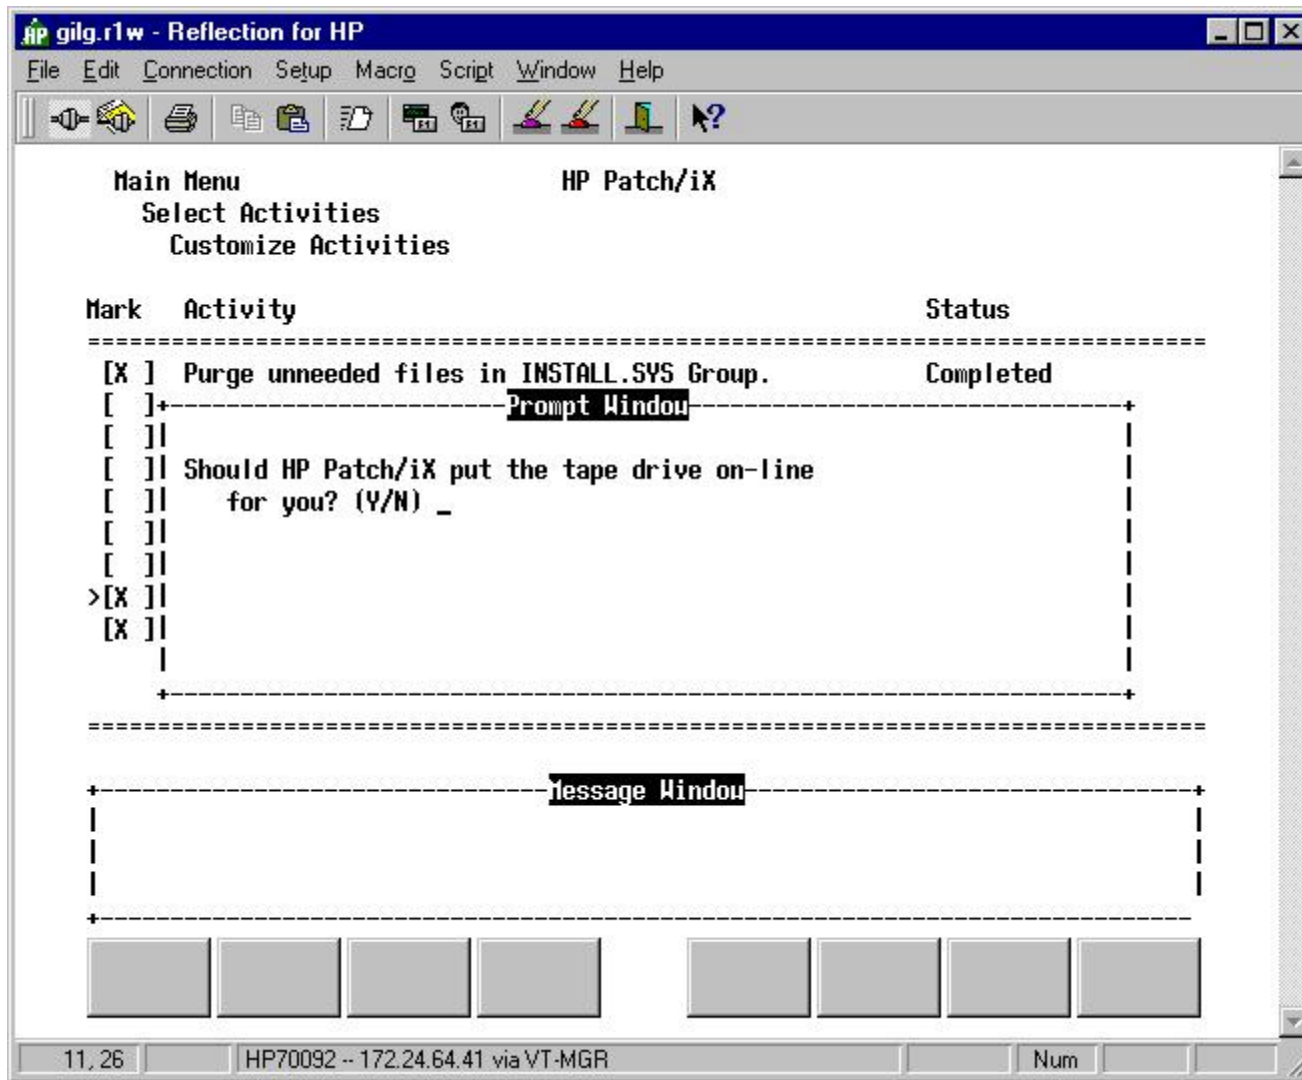 gilg.r1w - Reflection for HP
File Edit Connection Setup Macro Script Window Help
Main Menu HP Patch/iX
Select Activities
Customize Activities
Mark Activity Status
[X ] Purge unneeded files in INSTALL.SYS Group. Completed
[ ] Prompt Window
[ ]
[ ] Should HP Patch/iX put the tape drive on-line
[ ] for you? (Y/N) _
[ ]
[ ]
>[X ]
[X ]
Message Window
11, 26 HP70092 -- 172.24.64.41 via VT-MGR Num